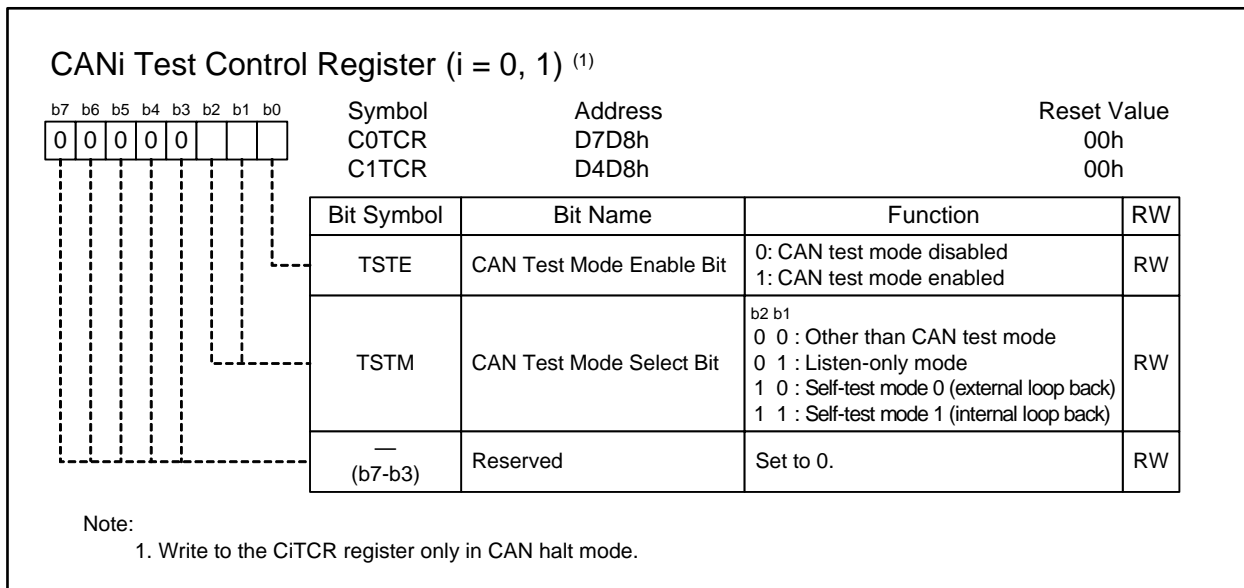 CANi Test Control Register (i = 0, 1) (1)
b7 b6 b5 b4 b3 b2 b1 b0
0 0 0 0 0
Symbol Address Reset Value
C0TCR D7D8h 00h
C1TCR D4D8h 00h
Bit Symbol Bit Name Function RW
TSTE CAN Test Mode Enable Bit 0: CAN test mode disabled
1: CAN test mode enabled RW
TSTM CAN Test Mode Select Bit b2 b1
0 0 : Other than CAN test mode
0 1 : Listen-only mode
1 0 : Self-test mode 0 (external loop back)
1 1 : Self-test mode 1 (internal loop back) RW
—
(b7-b3) Reserved Set to 0. RW
Note:
1. Write to the CiTCR register only in CAN halt mode.